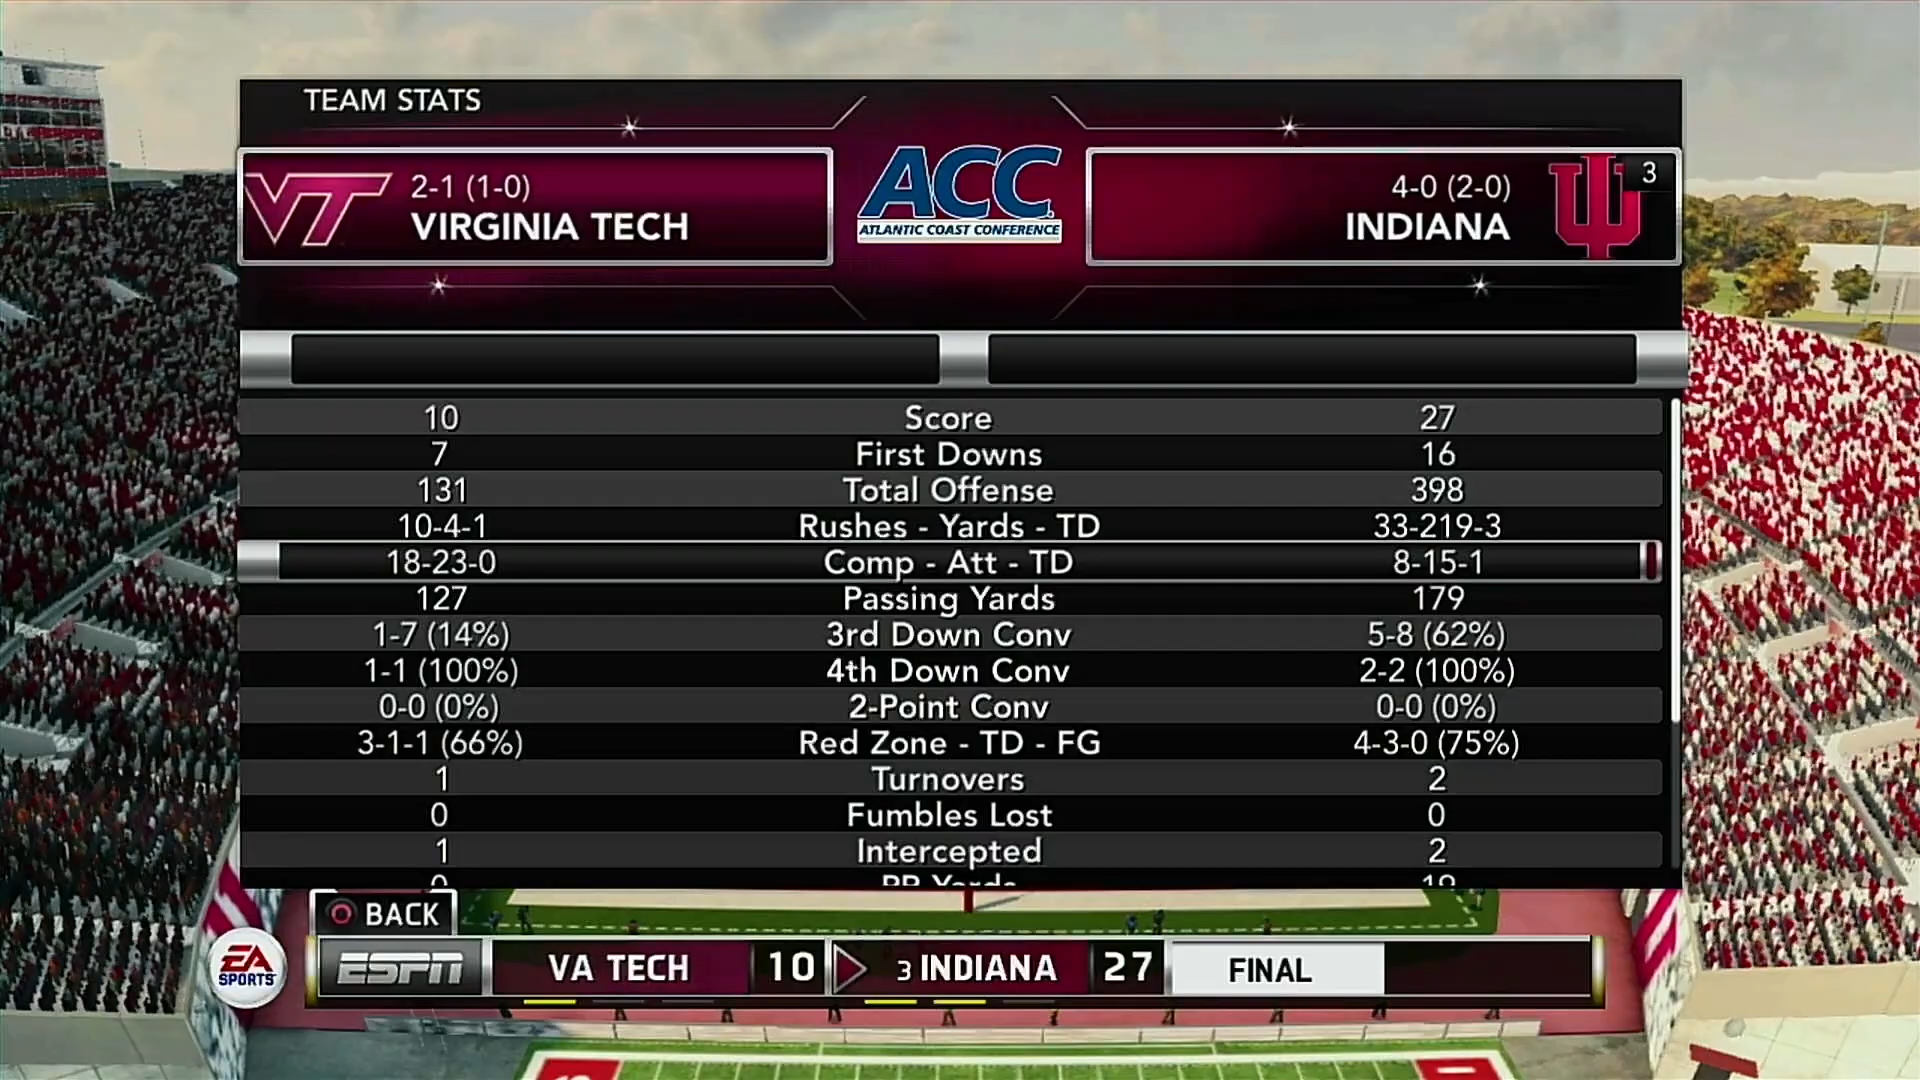 TEAM STATS
VT 2-1 (1-0)
VIRGINIA TECH
ACC
ATLANTIC COAST CONFERENCE
4-0 (2-0) 3
INDIANA
10 Score 27
7 First Downs 16
131 Total Offense 398
10-4-1 Rushes - Yards - TD 33-219-3
18-23-0 Comp - Att - TD 8-15-1
127 Passing Yards 179
1-7 (14%) 3rd Down Conv 5-8 (62%)
1-1 (100%) 4th Down Conv 2-2 (100%)
0-0 (0%) 2-Point Conv 0-0 (0%)
3-1-1 (66%) Red Zone - TD - FG 4-3-0 (75%)
1 Turnovers 2
0 Fumbles Lost 0
1 Intercepted 2
BACK
EA SPORTS
ESPN VA TECH 10 3 INDIANA 27 FINAL